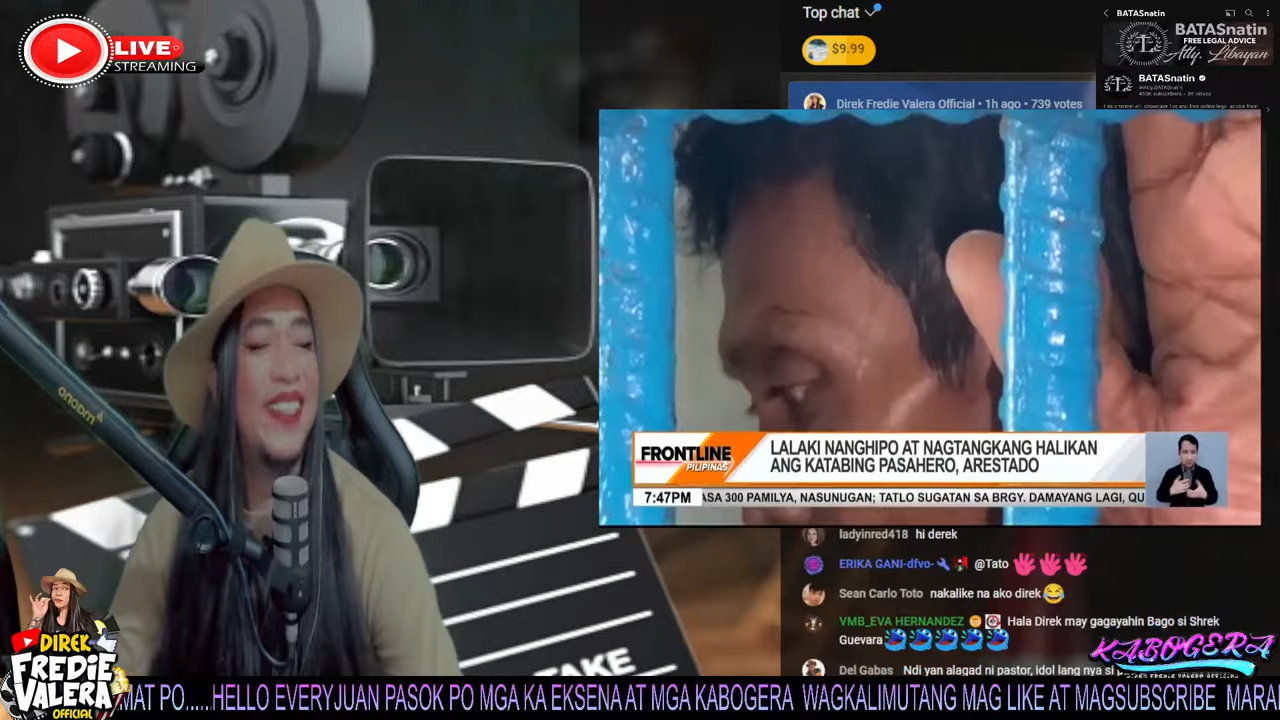 LIVE
STREAMING
Top chat
$9.99
Direk Fredie Valera Official • 1h ago • 739 votes
BATASnatin
BATASnatin
FREE LEGAL ADVICE
Atty. Libayan
BATASnatin
maono
FRONTLINE
PILIPINAS
LALAKI NANGHIPO AT NAGTANGKANG HALIKAN
ANG KATABING PASAHERO, ARESTADO
7:47PM
ASA 300 PAMILYA, NASUNUGAN; TATLO SUGATAN SA BRGY. DAMAYANG LAGI, QU
ladyinred418 hi derek
ERIKA GANI-dfvo- @Tato
Sean Carlo Toto nakalike na ako direk
VMB_EVA HERNANDEZ Hala Direk may gagayahin Bago si Shrek
Guevara
Del Gabas Ndi yan alagad ni pastor, idol lang nya si
TAKE
KABOGERA
DIREK
FREDIE
VALERA
OFFICIAL
MAT PO.....HELLO EVERYJUAN PASOK PO MGA KA EKSENA AT MGA KABOGERA WAGKALIMUTANG MAG LIKE AT MAGSUBSCRIBE MARA